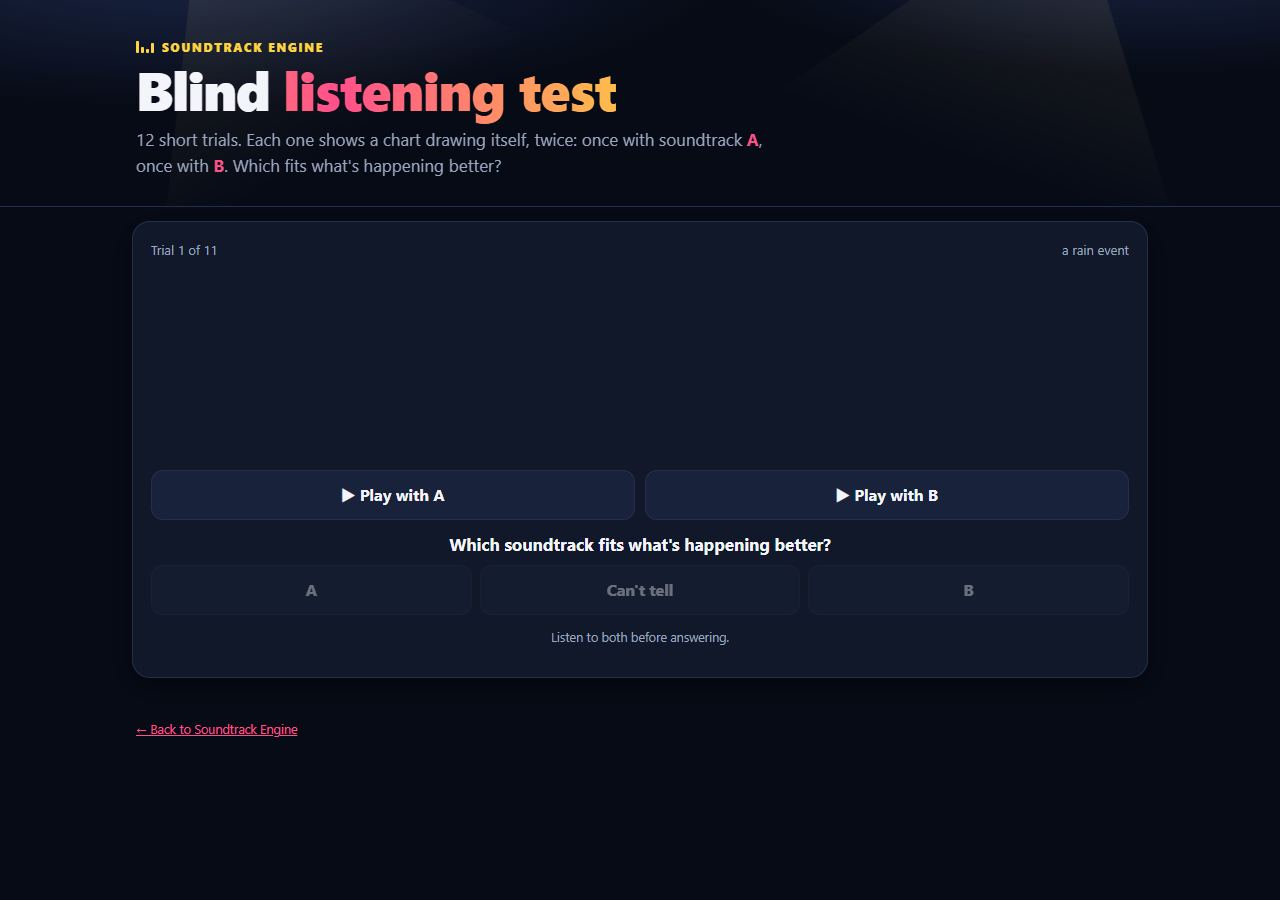 SOUNDTRACK ENGINE
Blind listening test
12 short trials. Each one shows a chart drawing itself, twice: once with soundtrack A,
once with B. Which fits what's happening better?
Trial 1 of 11
a rain event
▶ Play with A
▶ Play with B
Which soundtrack fits what's happening better?
A
Can't tell
B
Listen to both before answering.
← Back to Soundtrack Engine